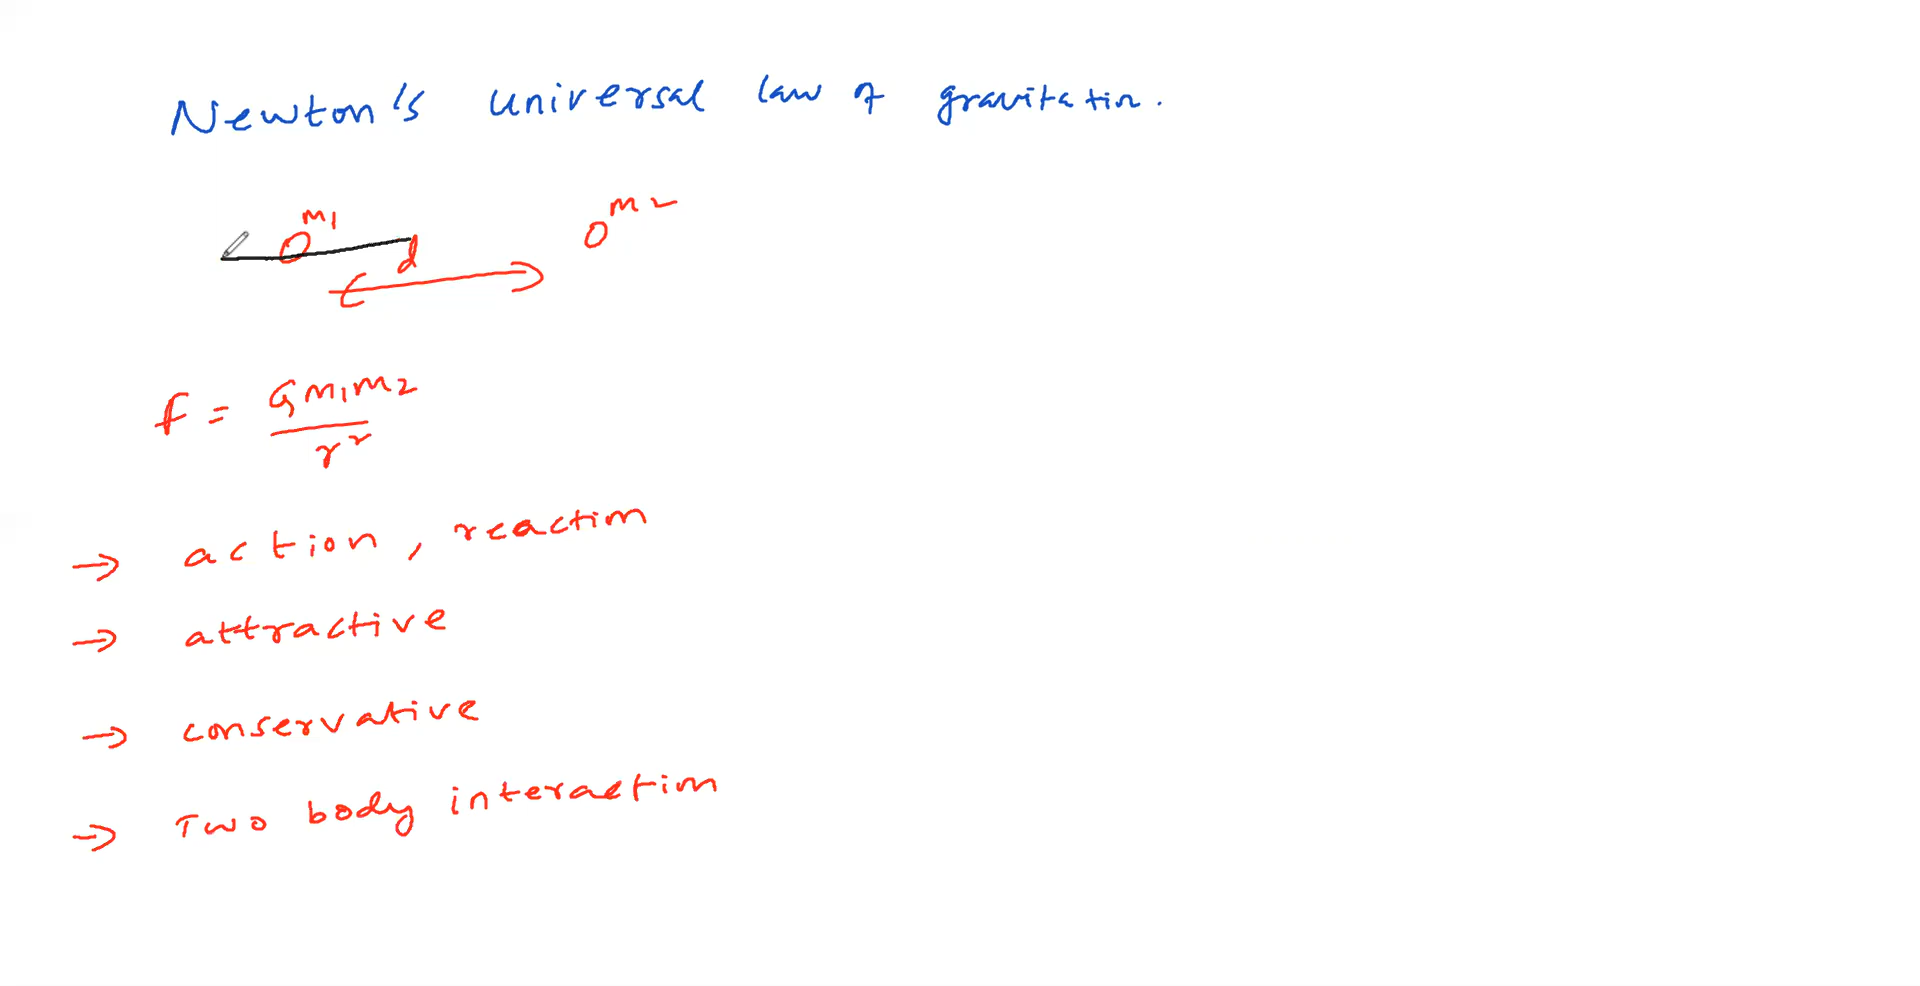 Newton's universal law of gravitation.
m1 m2
d
F = Gm1m2
r²
→ action, reaction
→ attractive
→ conservative
→ Two body interaction